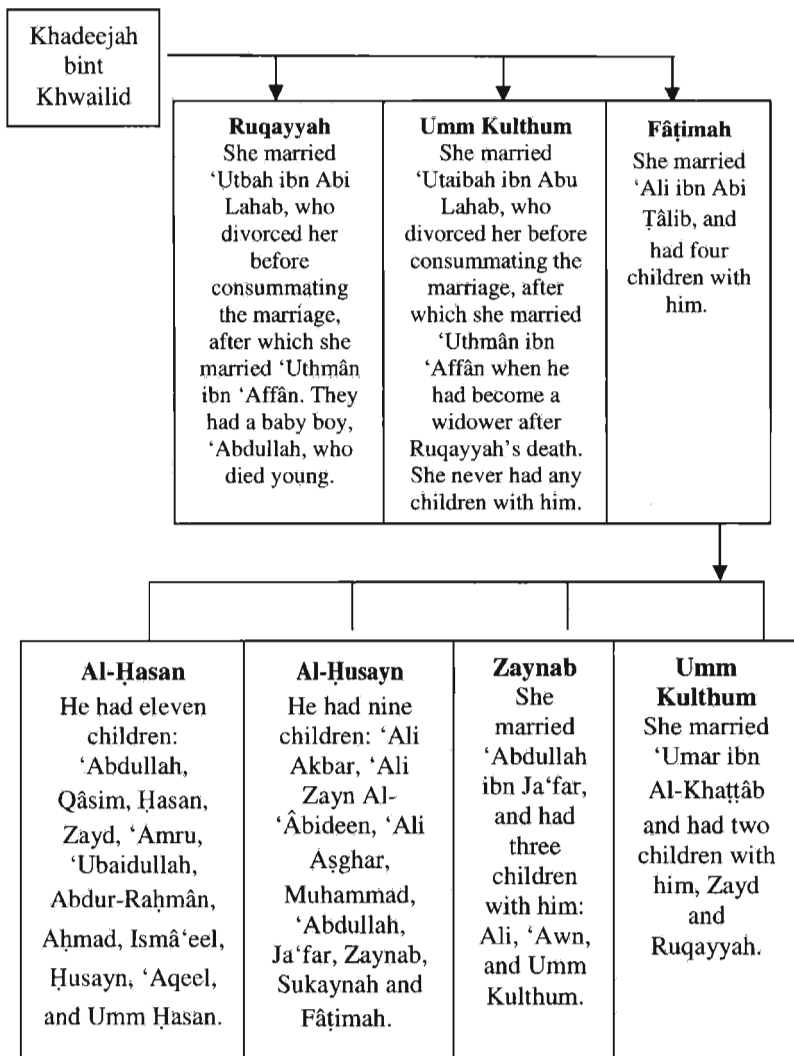 Khadeejah
bint
Khwailid
Ruqayyah
She married
‘Utbah ibn Abi
Lahab, who
divorced her
before
consummating
the marriage,
after which she
married ‘Uthmân
ibn ‘Affân. They
had a baby boy,
‘Abdullah, who
died young.
Umm Kulthum
She married
‘Utaibah ibn Abu
Lahab, who
divorced her before
consummating the
marriage, after
which she married
‘Uthmân ibn
‘Affân when he
had become a
widower after
Ruqayyah’s death.
She never had any
children with him.
Fâṭimah
She married
‘Ali ibn Abi
Ṭâlib, and
had four
children with
him.
Al-Ḥasan
He had eleven
children:
‘Abdullah,
Qâsim, Ḥasan,
Zayd, ‘Amru,
‘Ubaidullah,
Abdur-Raḥmân,
Aḥmad, Ismâ‘eel,
Ḥusayn, ‘Aqeel,
and Umm Ḥasan.
Al-Ḥusayn
He had nine
children: ‘Ali
Akbar, ‘Ali
Zayn Al-
‘Âbideen, ‘Ali
Aṣghar,
Muhammad,
‘Abdullah,
Ja‘far, Zaynab,
Sukaynah and
Fâṭimah.
Zaynab
She
married
‘Abdullah
ibn Ja‘far,
and had
three
children
with him:
Ali, ‘Awn,
and Umm
Kulthum.
Umm
Kulthum
She married
‘Umar ibn
Al-Khaṭṭâb
and had two
children with
him, Zayd
and
Ruqayyah.